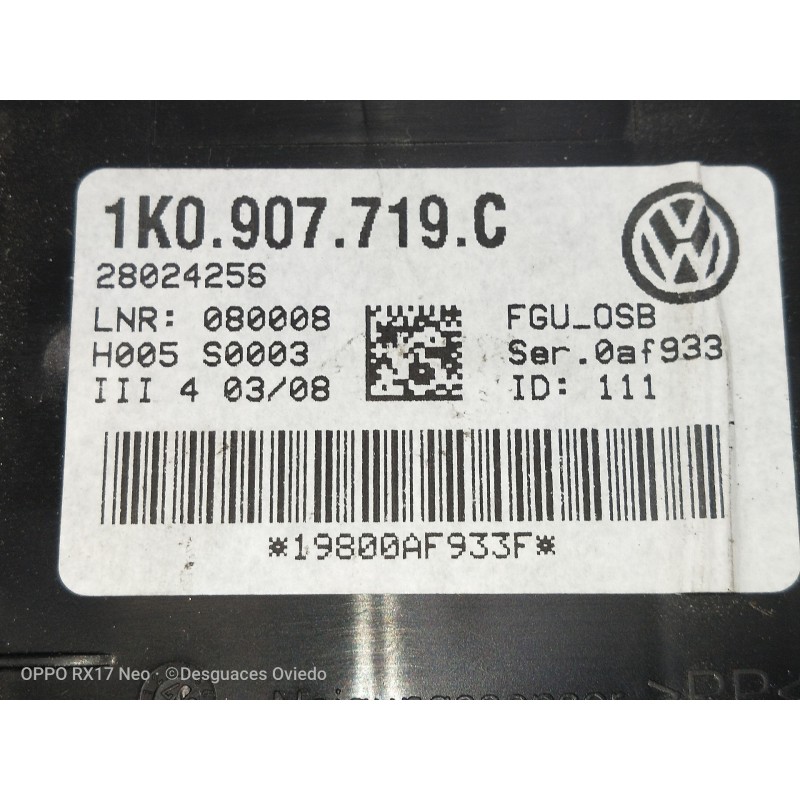 1K0.907.719.C
28024256
LNR: 080008
H005 S0003
III 4 03/08
FGU_OSB
Ser.0af933
ID: 111
*19800AF933F*
OPPO RX17 Neo · ©Desguaces Oviedo